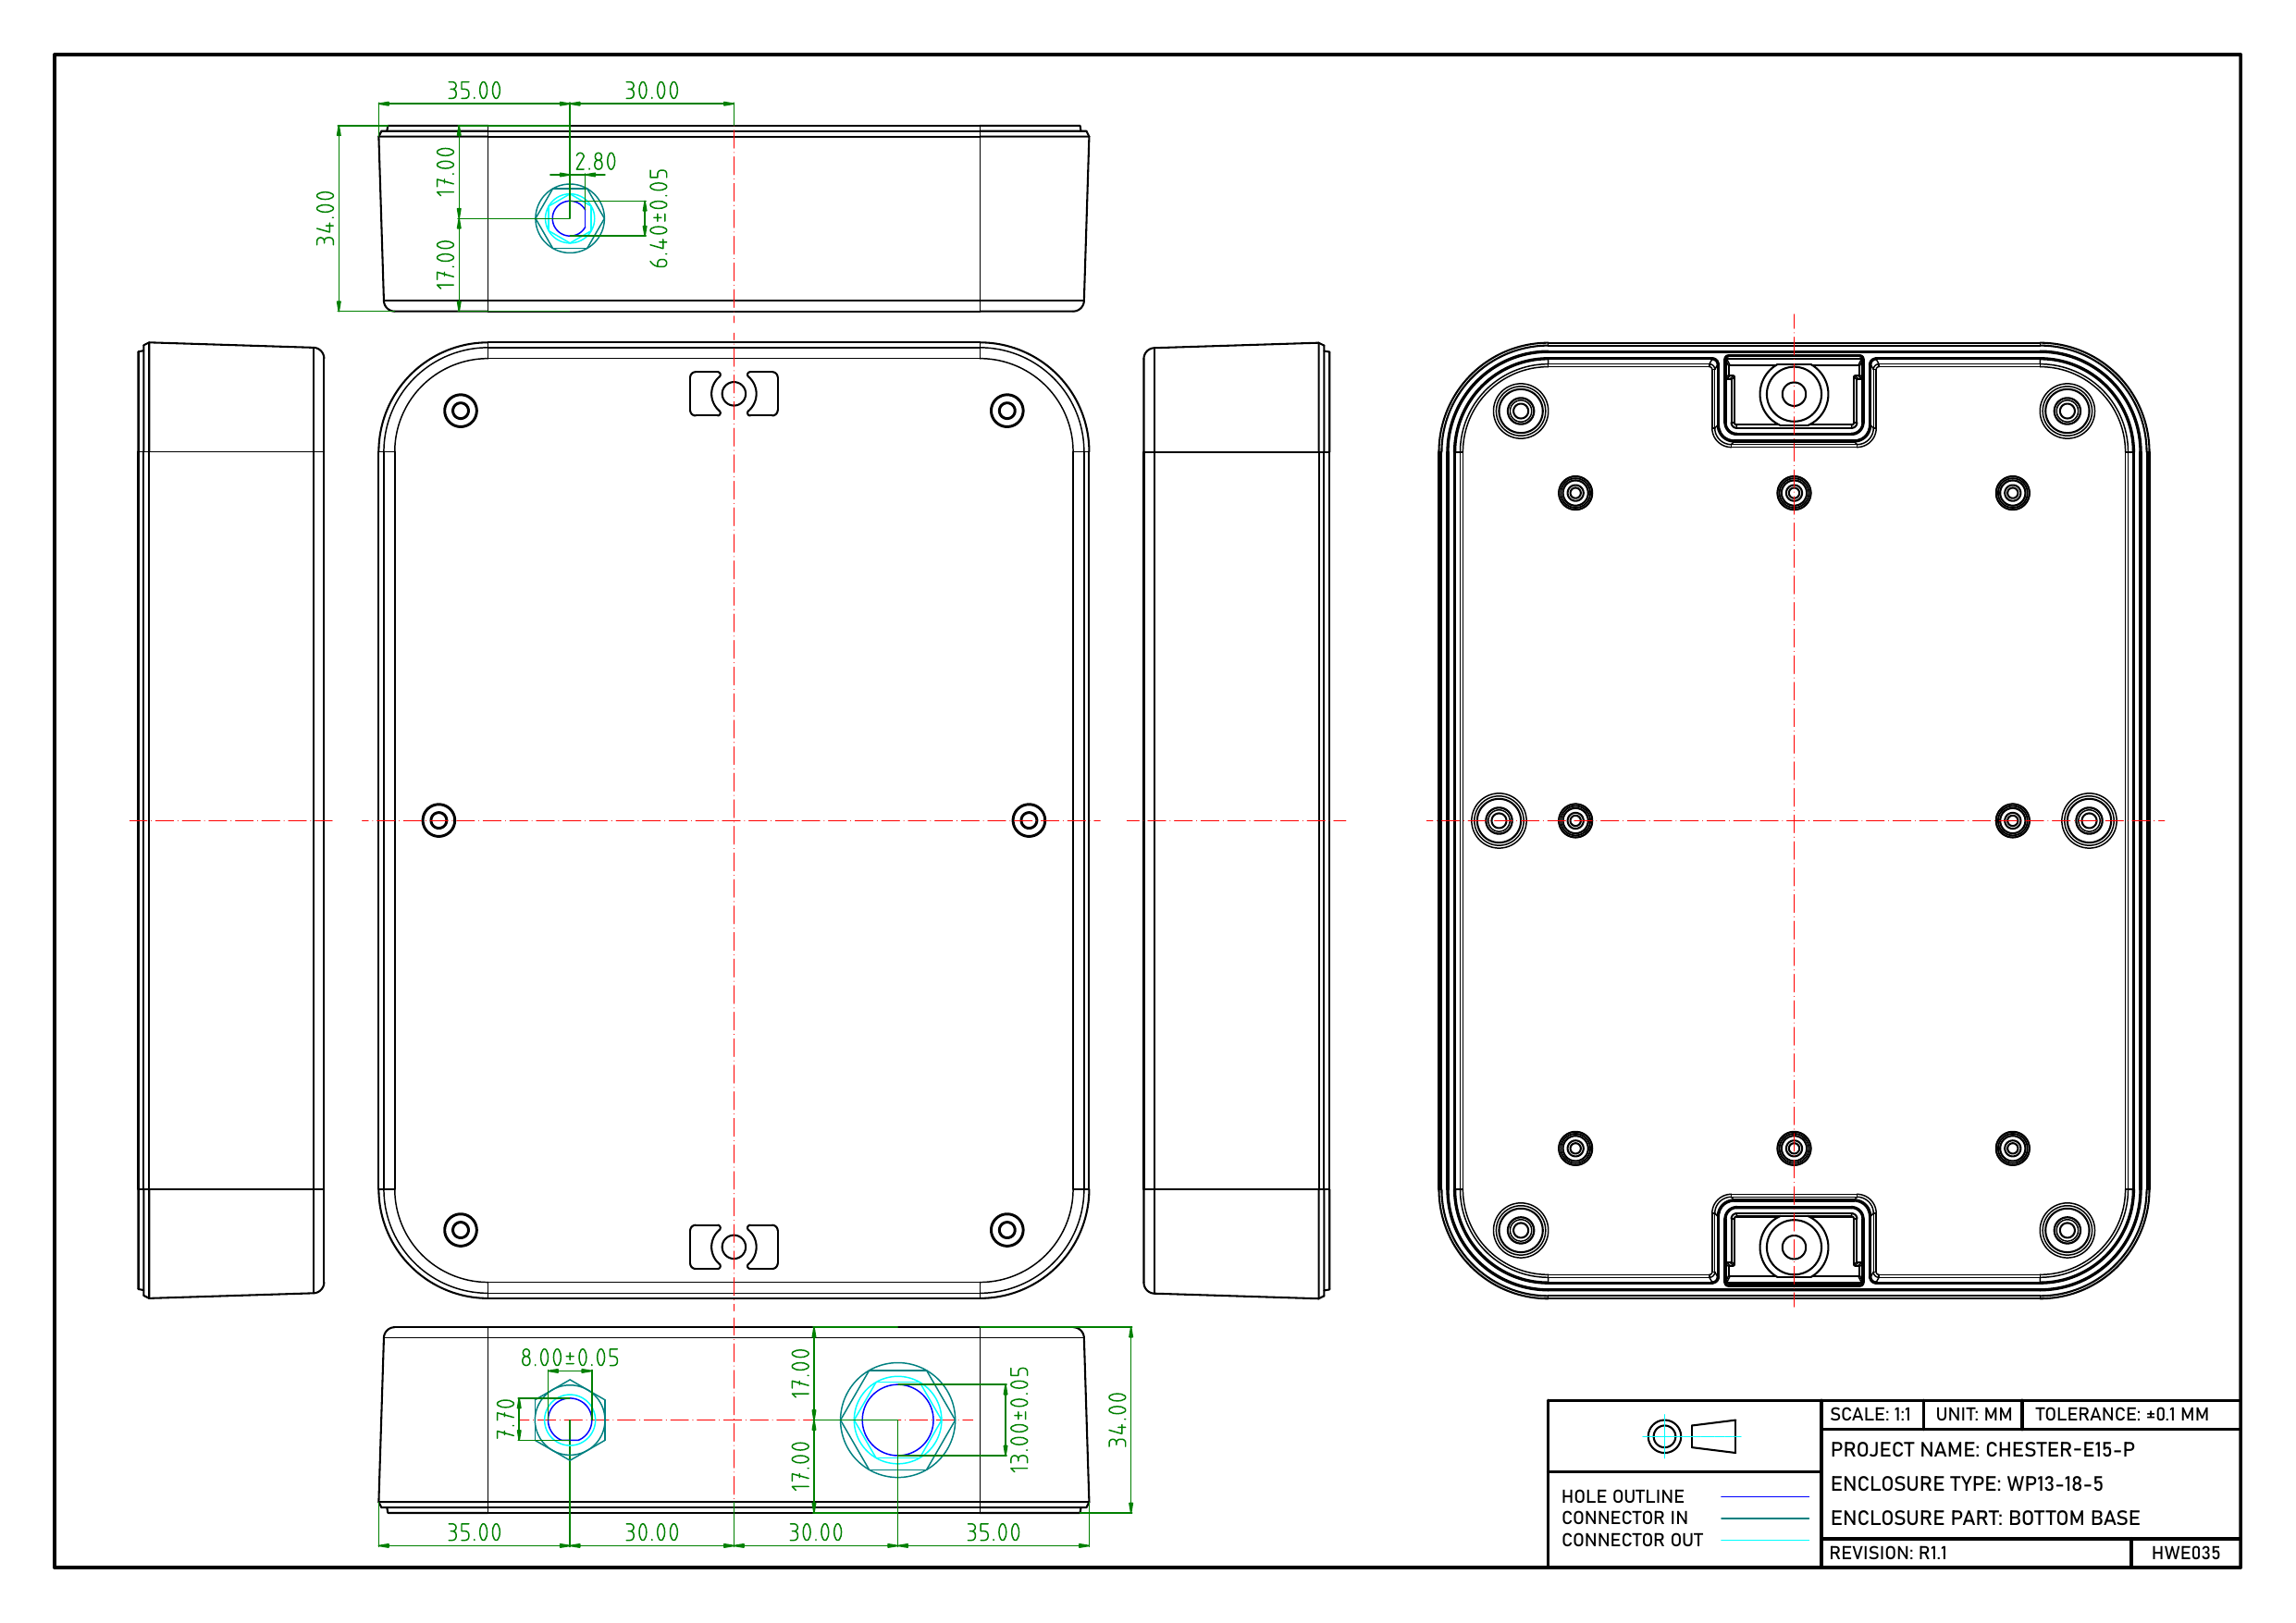 35.00
30.00
2.80
17.00
34.00
6.40±0.05
17.00
8.00±0.05
17.00
13.00±0.05
7.70
34.00
17.00
35.00
30.00
30.00
35.00
SCALE: 1:1
UNIT: MM
TOLERANCE: ±0.1 MM
PROJECT NAME: CHESTER-E15-P
ENCLOSURE TYPE: WP13-18-5
ENCLOSURE PART: BOTTOM BASE
HOLE OUTLINE
CONNECTOR IN
CONNECTOR OUT
REVISION: R1.1
HWE035